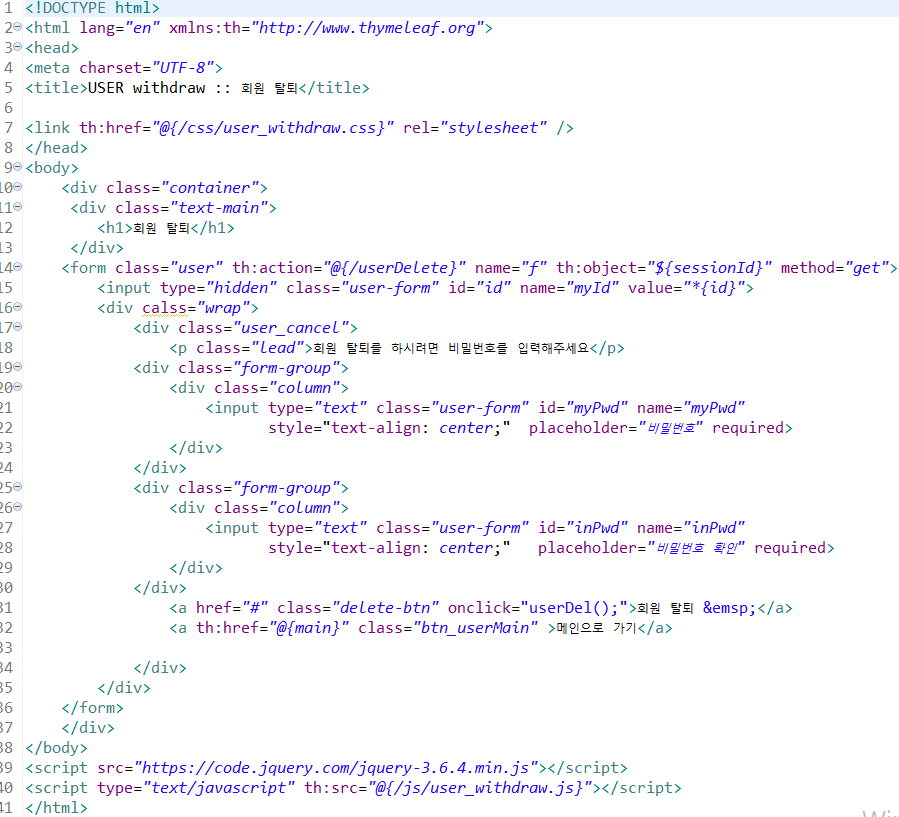 1 <!DOCTYPE html>
2 <html lang="en" xmlns:th="http://www.thymeleaf.org">
3 <head>
4 <meta charset="UTF-8">
5 <title>USER withdraw :: 회원 탈퇴</title>
6
7 <link th:href="@{/css/user_withdraw.css}" rel="stylesheet" />
8 </head>
9 <body>
10 <div class="container">
11 <div class="text-main">
12 <h1>회원 탈퇴</h1>
13 </div>
14 <form class="user" th:action="@{/userDelete}" name="f" th:object="${sessionId}" method="get">
15 <input type="hidden" class="user-form" id="id" name="myId" value="*{id}">
16 <div calss="wrap">
17 <div class="user_cancel">
18 <p class="lead">회원 탈퇴를 하시려면 비밀번호를 입력해주세요</p>
19 <div class="form-group">
20 <div class="column">
21 <input type="text" class="user-form" id="myPwd" name="myPwd"
22 style="text-align: center;" placeholder="비밀번호" required>
23 </div>
24 </div>
25 <div class="form-group">
26 <div class="column">
27 <input type="text" class="user-form" id="inPwd" name="inPwd"
28 style="text-align: center;" placeholder="비밀번호 확인" required>
29 </div>
30 </div>
31 <a href="#" class="delete-btn" onclick="userDel();">회원 탈퇴 &emsp;</a>
32 <a th:href="@{main}" class="btn_userMain" >메인으로 가기</a>
33
34 </div>
35 </div>
36 </form>
37 </div>
38 </body>
39 <script src="https://code.jquery.com/jquery-3.6.4.min.js"></script>
40 <script type="text/javascript" th:src="@{/js/user_withdraw.js}"></script>
41 </html>